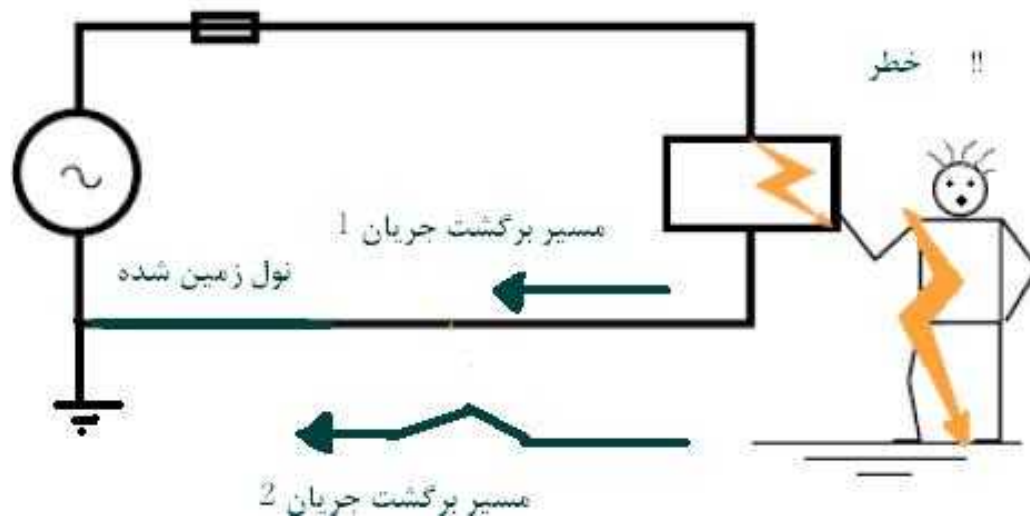 خطر !!
مسیر برگشت جریان 1
نول زمین شده
مسیر برگشت جریان 2